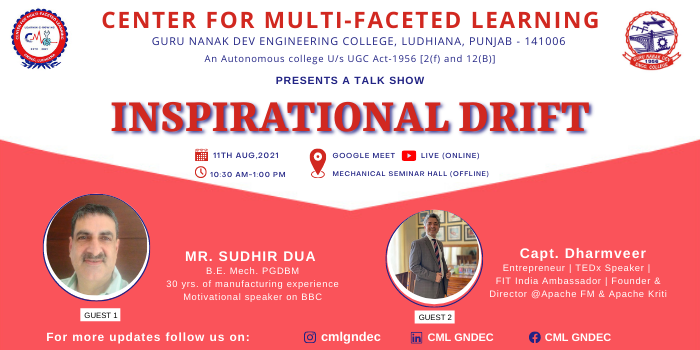 CENTER FOR MULTI-FACETED LEARNING
GURU NANAK DEV ENGINEERING COLLEGE, LUDHIANA, PUNJAB - 141006
An Autonomous college U/s UGC Act-1956 [2(f) and 12(B)]
PRESENTS A TALK SHOW
INSPIRATIONAL DRIFT
11TH AUG,2021
GOOGLE MEET LIVE (ONLINE)
10:30 AM-1:00 PM
MECHANICAL SEMINAR HALL (OFFLINE)
MR. SUDHIR DUA
B.E. Mech. PGDBM
30 yrs. of manufacturing experience
Motivational speaker on BBC
GUEST 1
Capt. Dharmveer
Entrepreneur | TEDx Speaker |
FIT India Ambassador | Founder &
Director @Apache FM & Apache Kriti
GUEST 2
For more updates follow us on:
cmlgndec
CML GNDEC
CML GNDEC